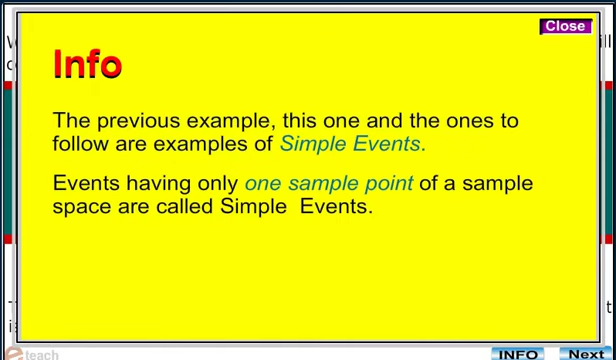 Close
Info
The previous example, this one and the ones to
follow are examples of Simple Events.
Events having only one sample point of a sample
space are called Simple Events.
e teach
INFO
Next